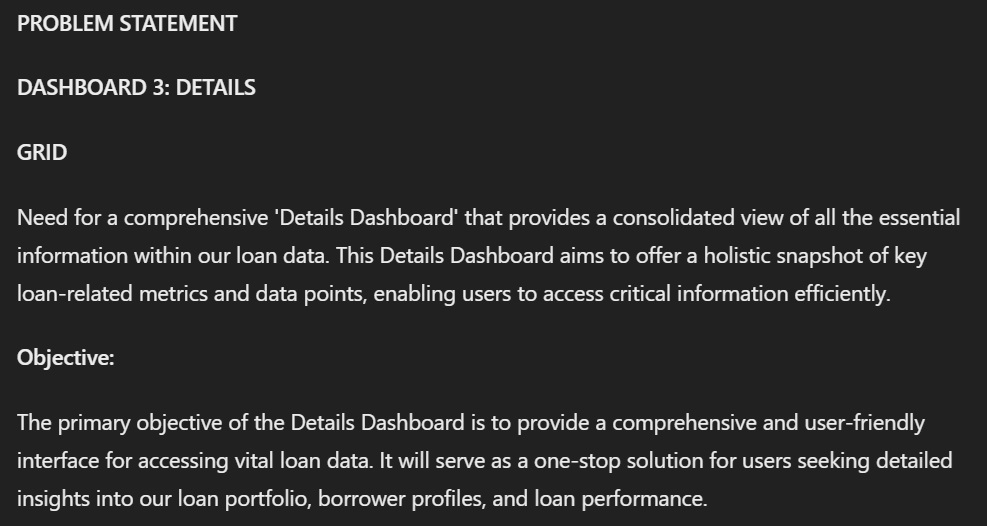 PROBLEM STATEMENT
DASHBOARD 3: DETAILS
GRID
Need for a comprehensive 'Details Dashboard' that provides a consolidated view of all the essential
information within our loan data. This Details Dashboard aims to offer a holistic snapshot of key
loan-related metrics and data points, enabling users to access critical information efficiently.
Objective:
The primary objective of the Details Dashboard is to provide a comprehensive and user-friendly
interface for accessing vital loan data. It will serve as a one-stop solution for users seeking detailed
insights into our loan portfolio, borrower profiles, and loan performance.